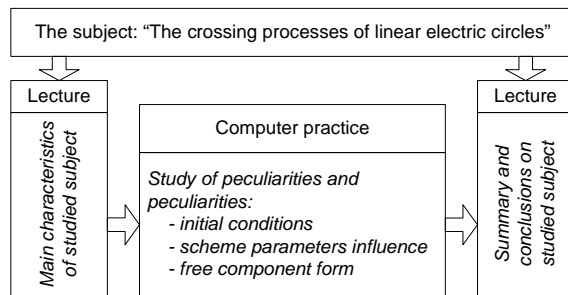 The subject: “The crossing processes of linear electric circles”
Lecture
Main characteristics
of studied subject
Computer practice
Study of peculiarities and
peculiarities:
- initial conditions
- scheme parameters influence
- free component form
Lecture
Summary and
conclusions on
studied subject